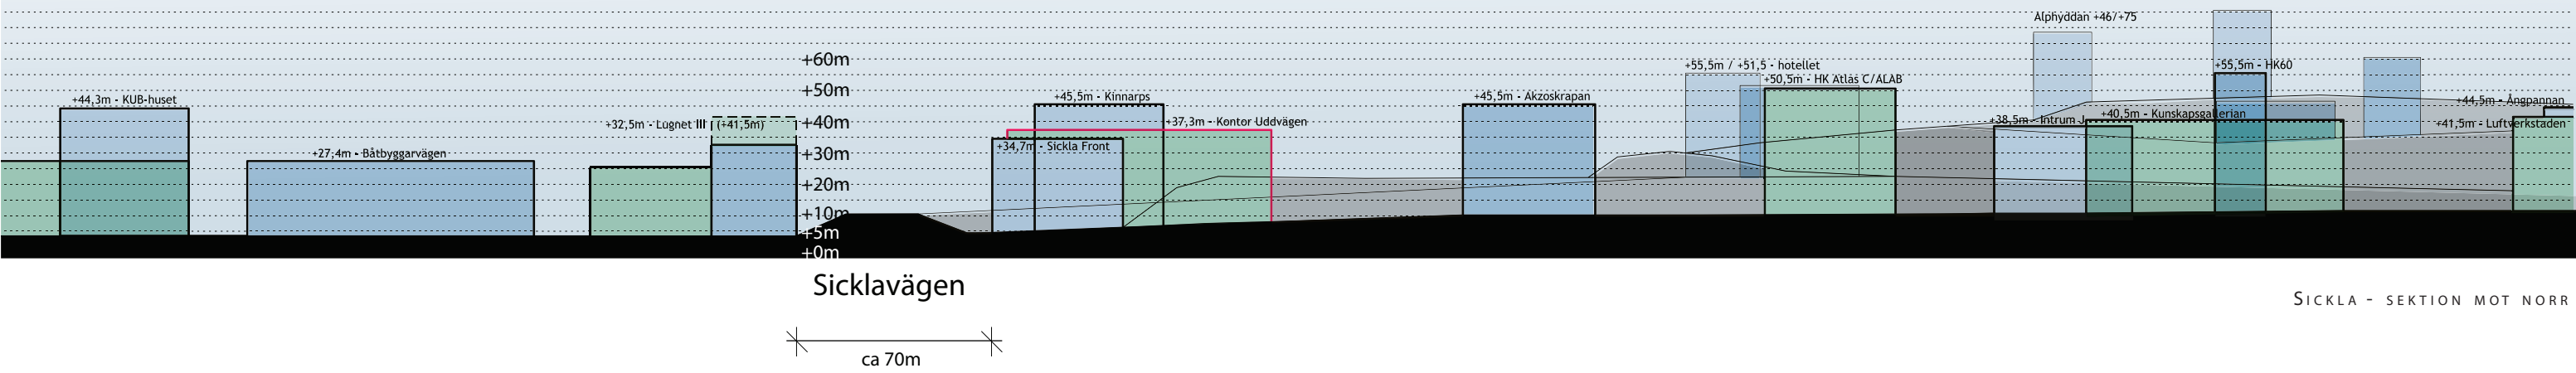 Alphyddan +46/+75
+60m
+55,5m / +51,5 - hotellet
+55,5m - HK60
+50,5m - HK Atlas C/ALAB
+50m
+44,3m - KUB-huset
+45,5m - Kinnarps
+45,5m - Akzoskrapan
+44,5m - Ångpannan
+40,5m - Kunskapsgallerian
+38,5m - Intrum J
+32,5m - Lugnet III
(+41,5m)
+40m
+37,3m - Kontor Uddvägen
+41,5m - Luftverkstaden
+34,7m - Sickla Front
+27,4m - Båtbyggarvägen
+30m
+20m
+10m
+5m
+0m
Sicklavägen
Sickla - sektion mot norr
ca 70m